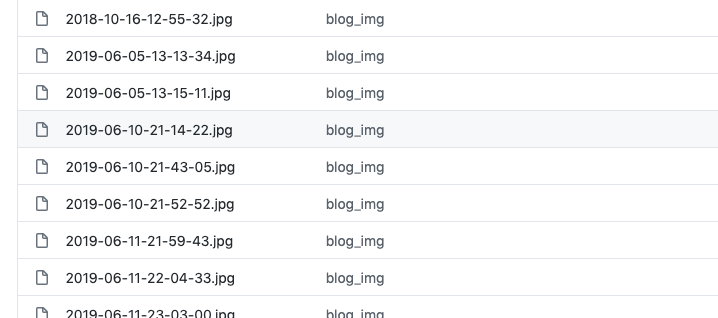 2018-10-16-12-55-32.jpg blog_img
2019-06-05-13-13-34.jpg blog_img
2019-06-05-13-15-11.jpg blog_img
2019-06-10-21-14-22.jpg blog_img
2019-06-10-21-43-05.jpg blog_img
2019-06-10-21-52-52.jpg blog_img
2019-06-11-21-59-43.jpg blog_img
2019-06-11-22-04-33.jpg blog_img
2019-06-11-23-03-00.jpg blog_img